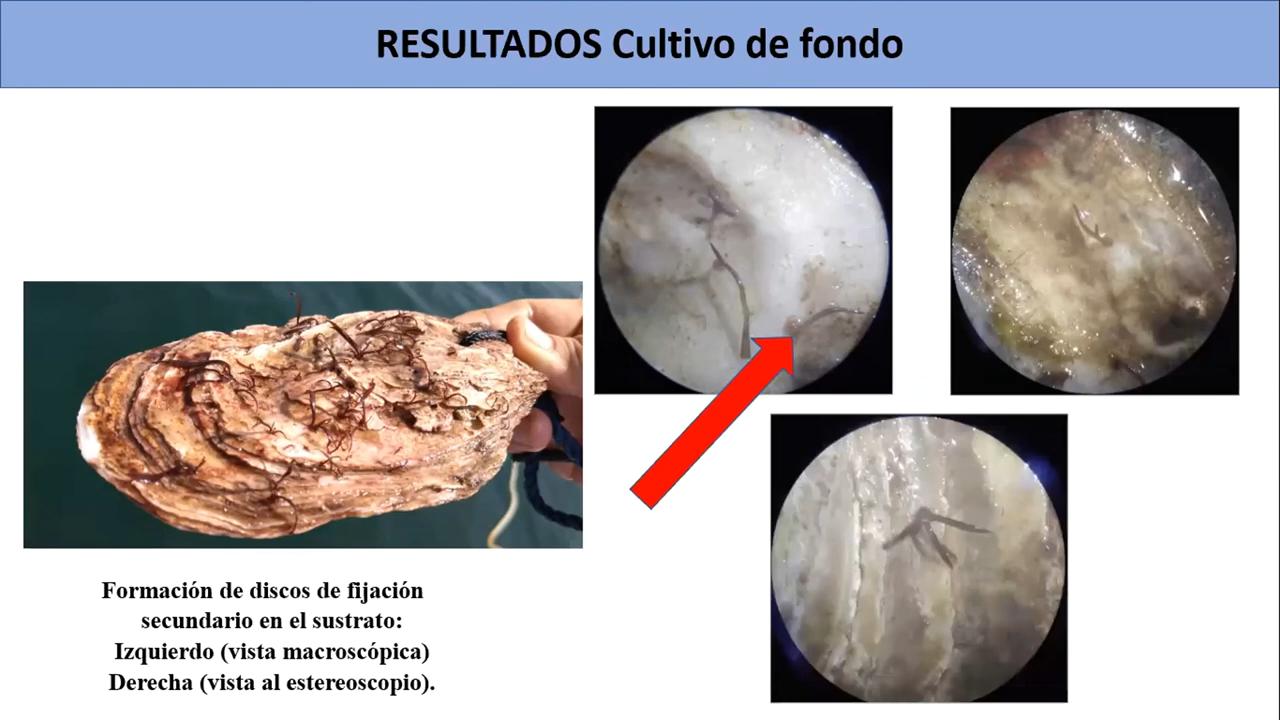 RESULTADOS Cultivo de fondo
Formación de discos de fijación
secundario en el sustrato:
Izquierdo (vista macroscópica)
Derecha (vista al estereoscopio).